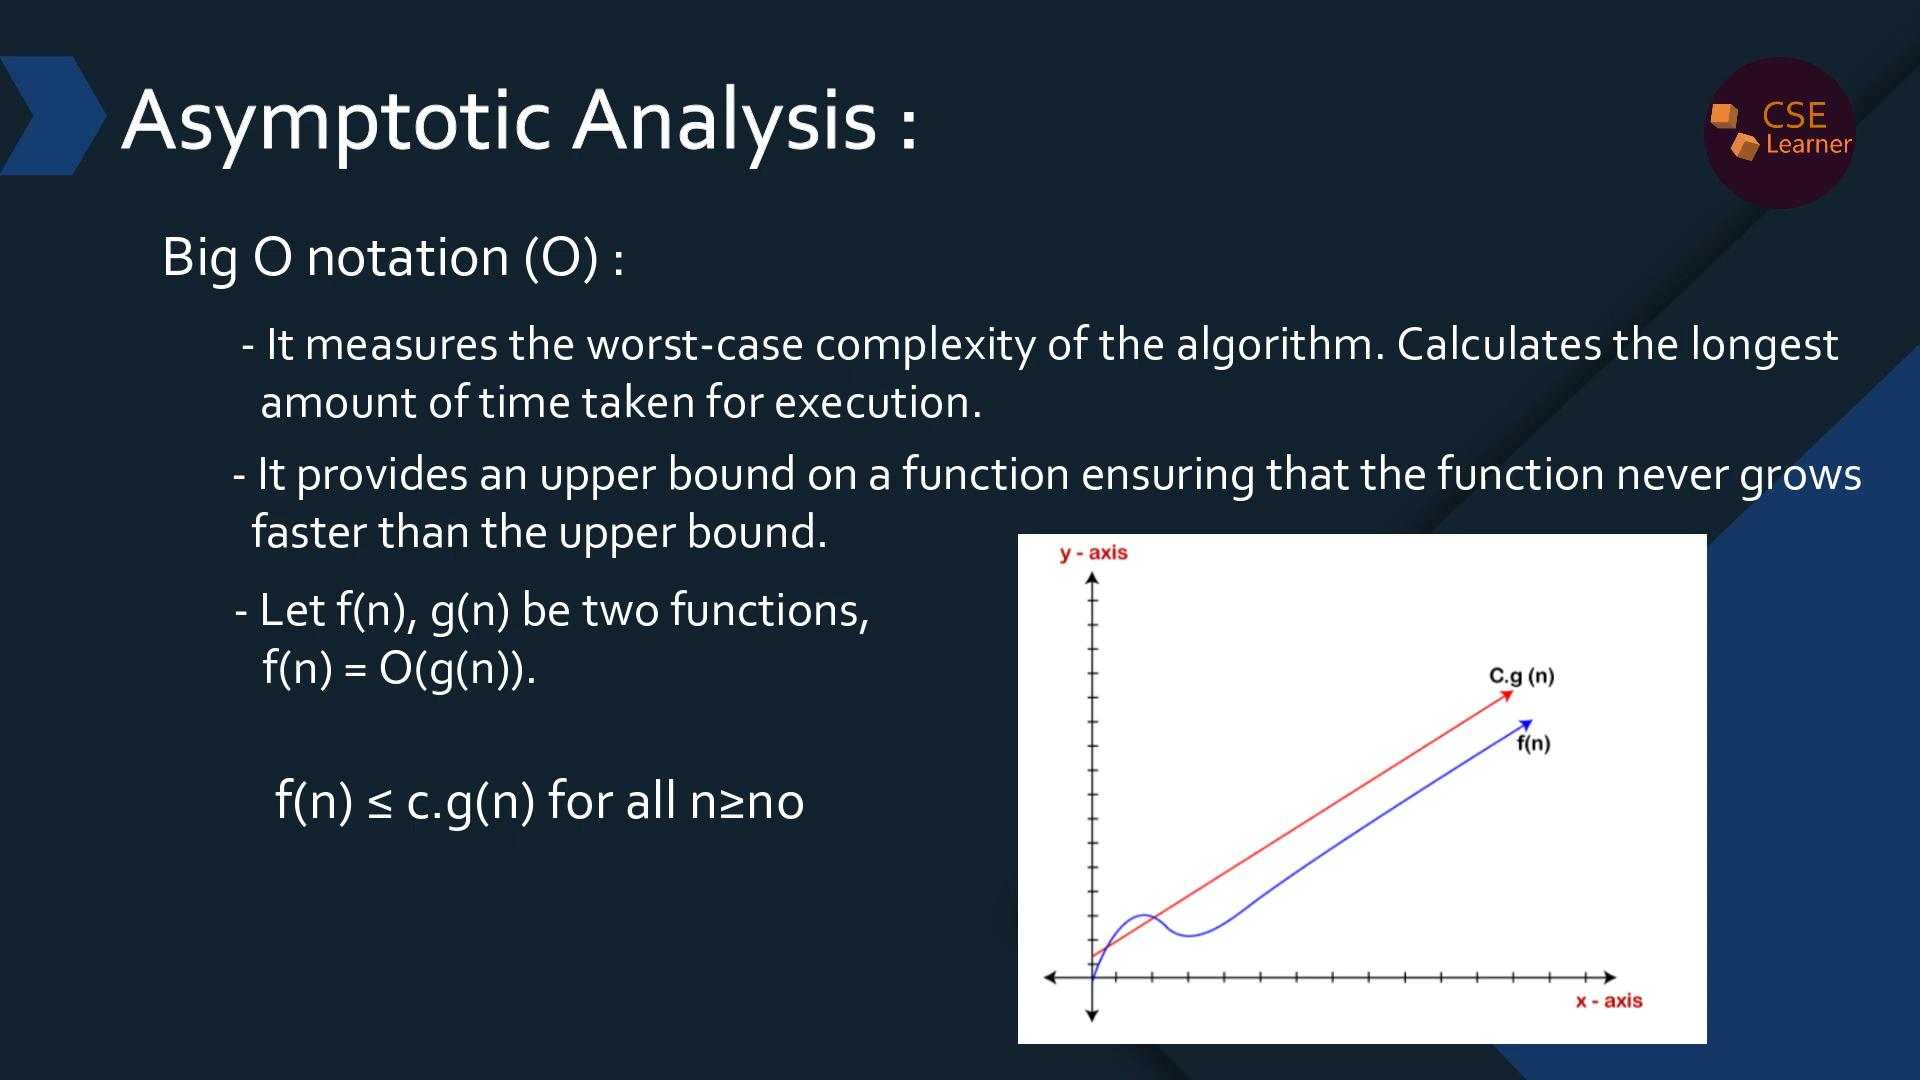 Asymptotic Analysis :
CSE
Learner
Big O notation (O) :
- It measures the worst-case complexity of the algorithm. Calculates the longest
amount of time taken for execution.
- It provides an upper bound on a function ensuring that the function never grows
faster than the upper bound.
- Let f(n), g(n) be two functions,
f(n) = O(g(n)).
f(n) ≤ c.g(n) for all n≥no
y - axis
C.g (n)
f(n)
x - axis